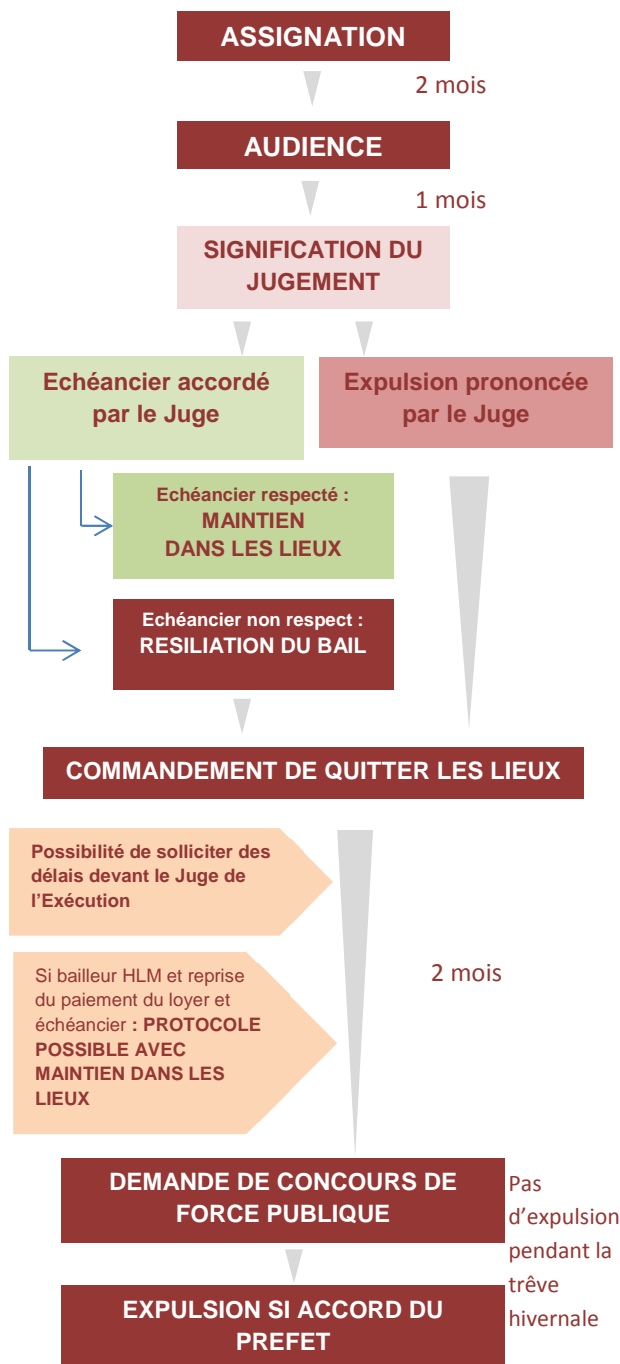 ASSIGNATION
2 mois
AUDIENCE
1 mois
SIGNIFICATION DU
JUGEMENT
Echéancier accordé
par le Juge
Expulsion prononcée
par le Juge
Echéancier respecté :
MAINTIEN
DANS LES LIEUX
Echéancier non respect :
RESILIATION DU BAIL
COMMANDEMENT DE QUITTER LES LIEUX
Possibilité de solliciter des
délais devant le Juge de
l’Exécution
Si bailleur HLM et reprise
du paiement du loyer et
échéancier : PROTOCOLE
POSSIBLE AVEC
MAINTIEN DANS LES
LIEUX
2 mois
DEMANDE DE CONCOURS DE
FORCE PUBLIQUE
Pas
d’expulsion
pendant la
trêve
hivernale
EXPULSION SI ACCORD DU
PREFET